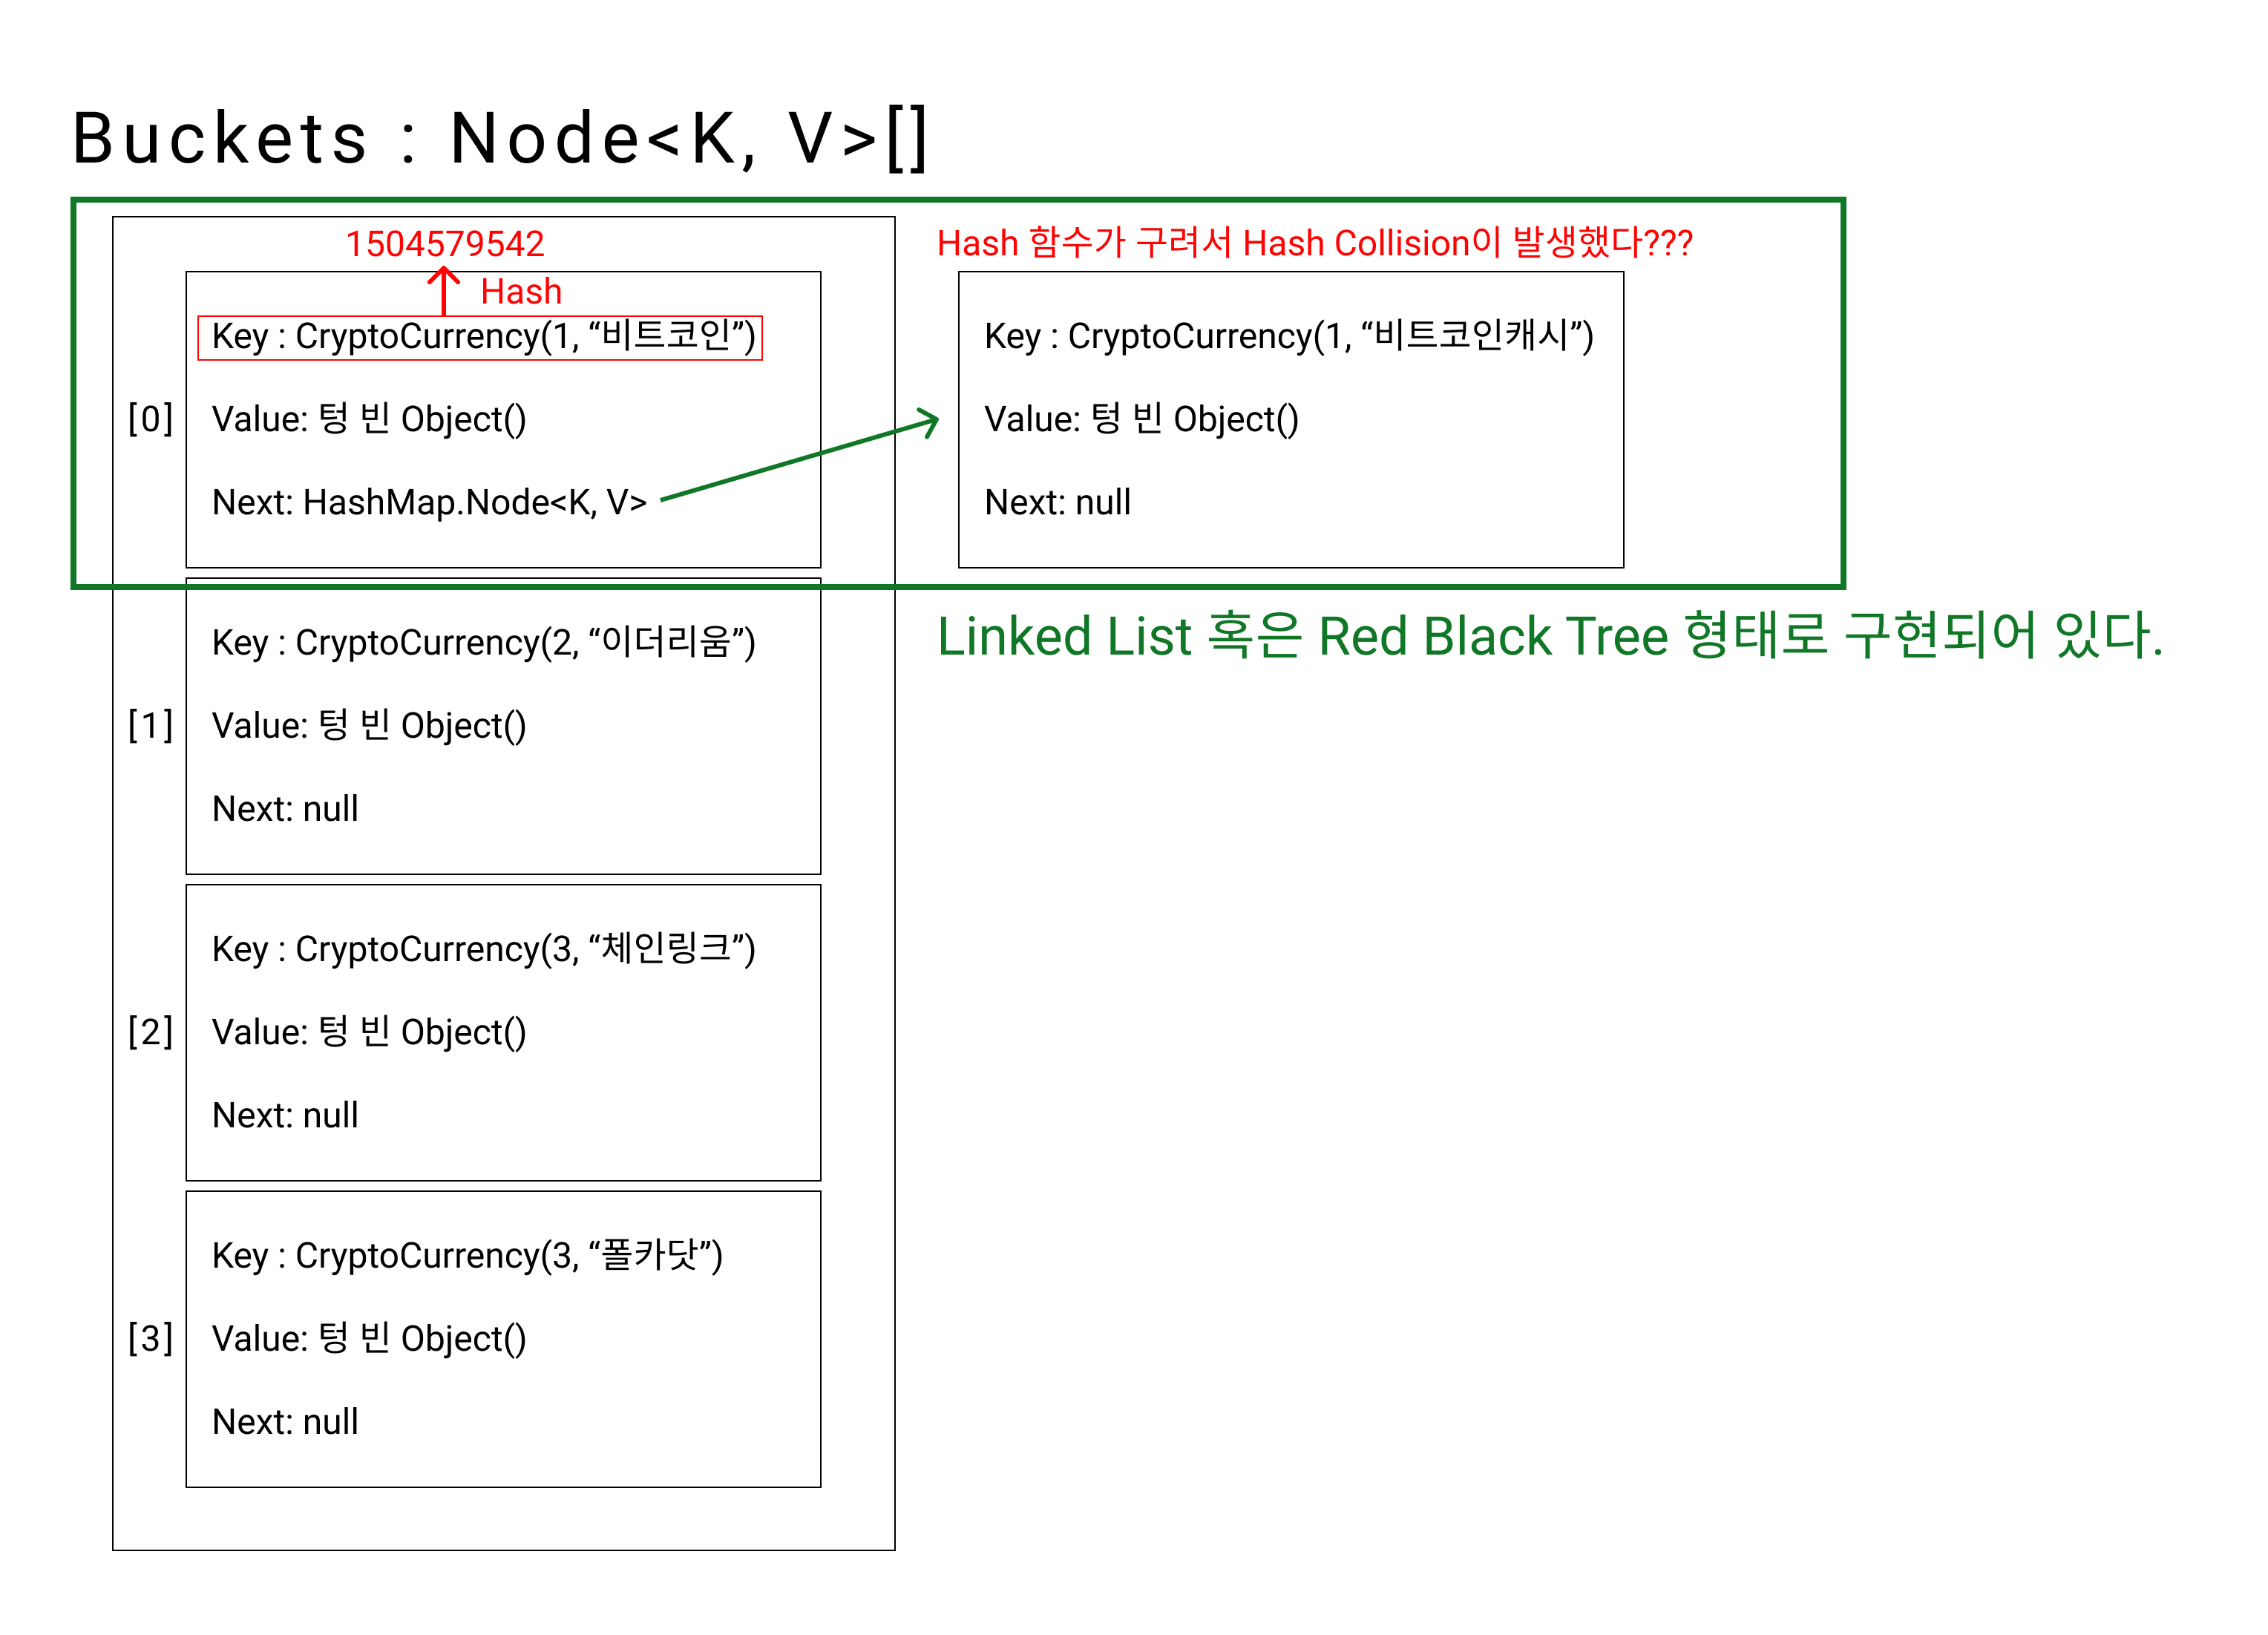 Buckets : Node<K, V>[]
1504579542
Hash
Hash 함수가 구려서 Hash Collision이 발생했다???
[0]
Key : CryptoCurrency(1, “비트코인”)
Value: 텅 빈 Object()
Next: HashMap.Node<K, V>
Key : CryptoCurrency(1, “비트코인캐시”)
Value: 텅 빈 Object()
Next: null
Linked List 혹은 Red Black Tree 형태로 구현되어 있다.
[1]
Key : CryptoCurrency(2, “이더리움”)
Value: 텅 빈 Object()
Next: null
[2]
Key : CryptoCurrency(3, “체인링크”)
Value: 텅 빈 Object()
Next: null
[3]
Key : CryptoCurrency(3, “폴카닷”)
Value: 텅 빈 Object()
Next: null